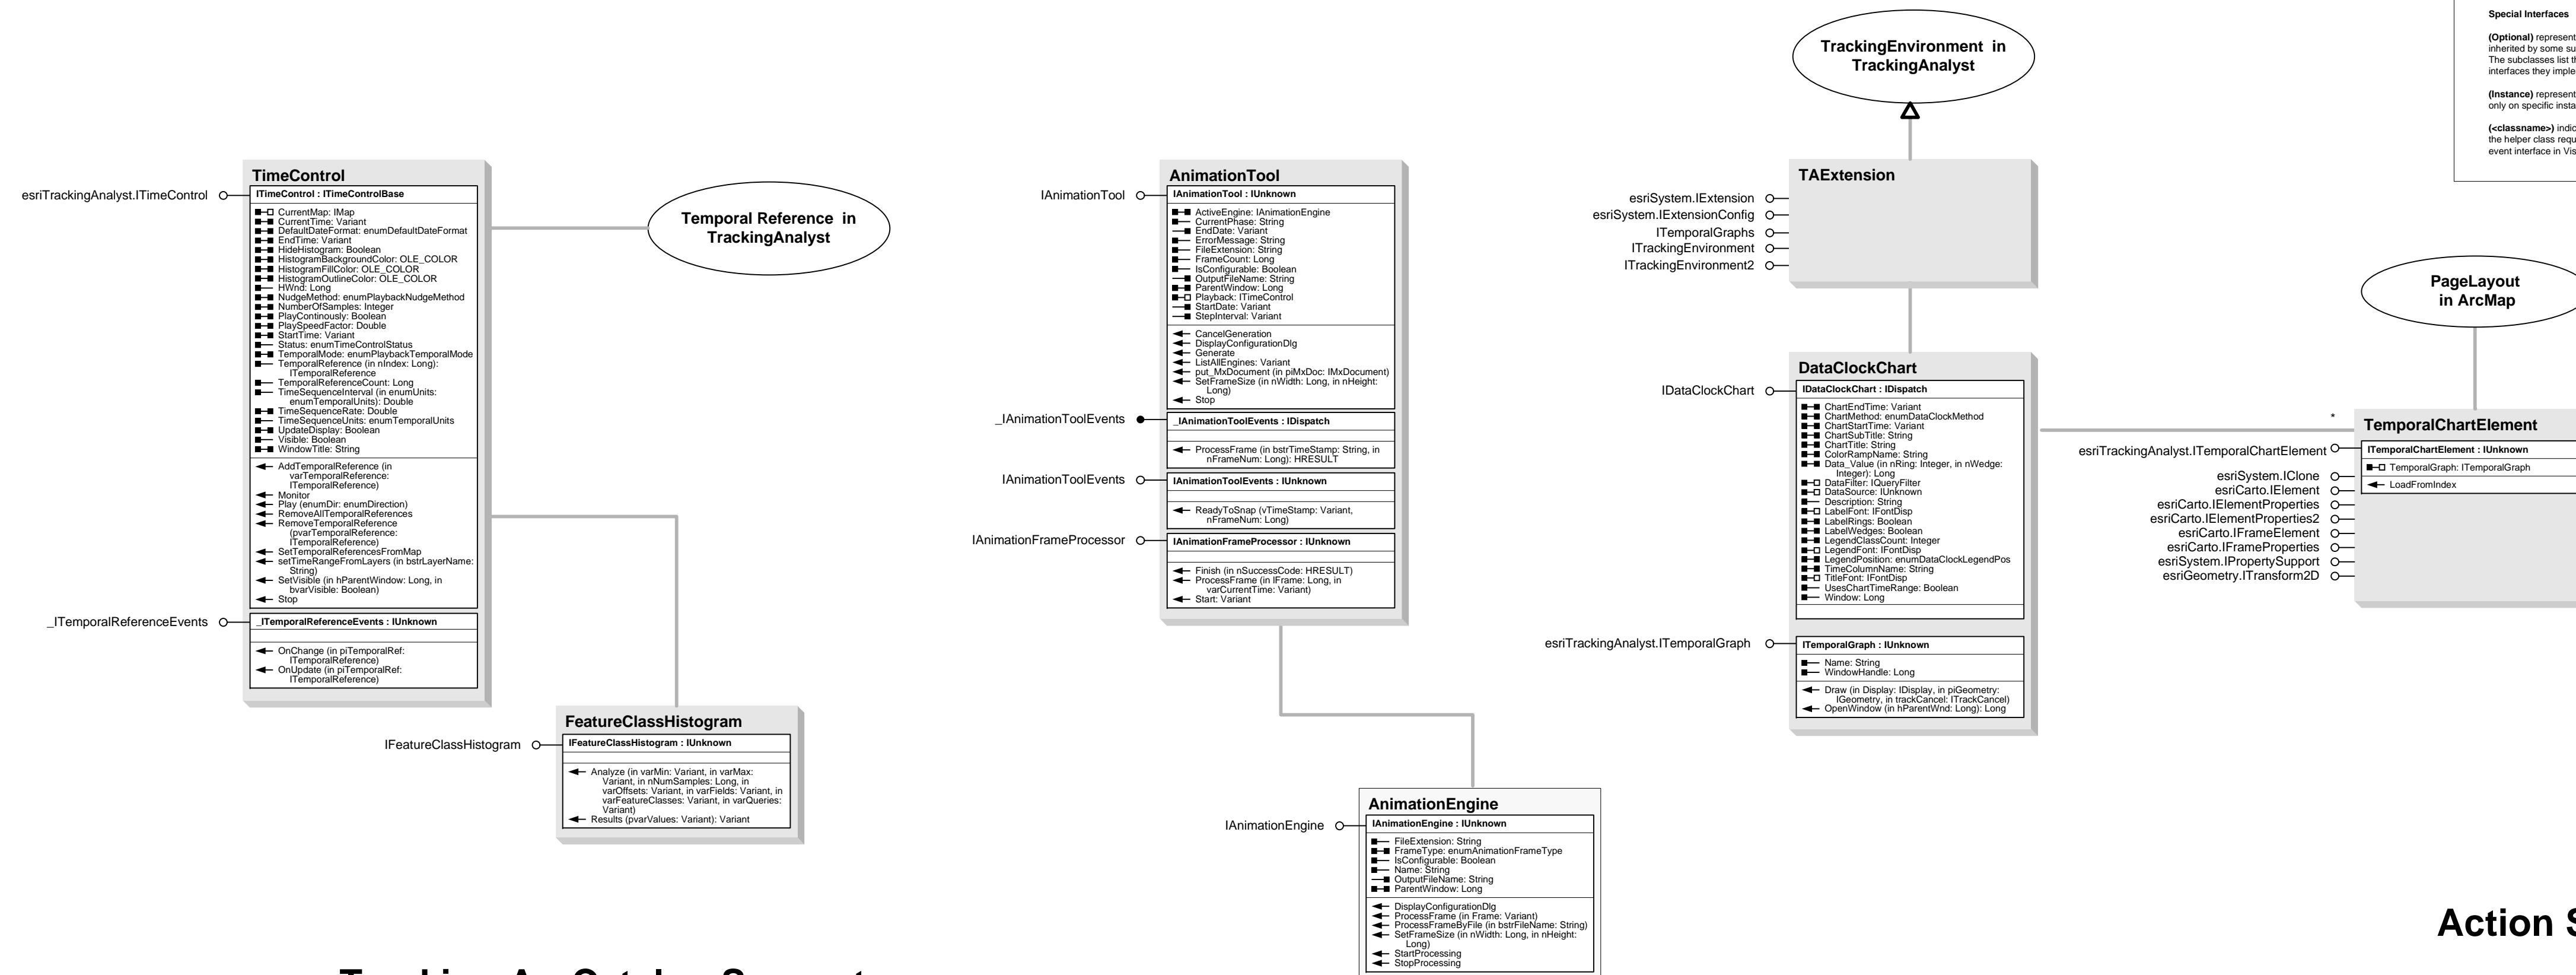 TimeControl
esriTrackingAnalyst.ITimeControl
ITimeControl : ITimeControlBase
CurrentMap: IMap
CurrentTime: Variant
DefaultDateFormat: enumDefaultDateFormat
EndTime: Variant
HideHistogram: Boolean
HistogramBackgroundColor: OLE_COLOR
HistogramFillColor: OLE_COLOR
HistogramOutlineColor: OLE_COLOR
HWnd: Long
NudgeMethod: enumPlaybackNudgeMethod
NumberOfSamples: Integer
PlayContinously: Boolean
PlaySpeedFactor: Double
StartTime: Variant
Status: enumTimeControlStatus
TemporalMode: enumPlaybackTemporalMode
TemporalReference (in nIndex: Long):
ITemporalReference
TemporalReferenceCount: Long
TimeSequenceInterval (in enumUnits:
enumTemporalUnits): Double
TimeSequenceRate: Double
TimeSequenceUnits: enumTemporalUnits
UpdateDisplay: Boolean
Visible: Boolean
WindowTitle: String
AddTemporalReference (in
varTemporalReference:
ITemporalReference)
Monitor
Play (enumDir: enumDirection)
RemoveAllTemporalReferences
RemoveTemporalReference
(pvarTemporalReference:
ITemporalReference)
SetTemporalReferencesFromMap
setTimeRangeFromLayers (in bstrLayerName:
String)
SetVisible (in hParentWindow: Long, in
bvarVisible: Boolean)
Stop
_ITemporalReferenceEvents
_ITemporalReferenceEvents : IUnknown
OnChange (in piTemporalRef:
ITemporalReference)
OnUpdate (in piTemporalRef:
ITemporalReference)
Temporal Reference in
TrackingAnalyst
FeatureClassHistogram
IFeatureClassHistogram
IFeatureClassHistogram : IUnknown
Analyze (in varMin: Variant, in varMax:
Variant, in nNumSamples: Long, in
varOffsets: Variant, in varFields: Variant, in
varFeatureClasses: Variant, in varQueries:
Variant)
Results (pvarValues: Variant): Variant
AnimationTool
IAnimationTool
IAnimationTool : IUnknown
ActiveEngine: IAnimationEngine
CurrentPhase: String
EndDate: Variant
ErrorMessage: String
FileExtension: String
FrameCount: Long
IsConfigurable: Boolean
OutputFileName: String
ParentWindow: Long
Playback: ITimeControl
StartDate: Variant
StepInterval: Variant
CancelGeneration
DisplayConfigurationDlg
Generate
ListAllEngines: Variant
put_MxDocument (in piMxDoc: IMxDocument)
SetFrameSize (in nWidth: Long, in nHeight:
Long)
Stop
_IAnimationToolEvents
_IAnimationToolEvents : IDispatch
ProcessFrame (in bstrTimeStamp: String, in
nFrameNum: Long): HRESULT
IAnimationToolEvents
IAnimationToolEvents : IUnknown
ReadyToSnap (vTimeStamp: Variant,
nFrameNum: Long)
IAnimationFrameProcessor
IAnimationFrameProcessor : IUnknown
Finish (in nSuccessCode: HRESULT)
ProcessFrame (in lFrame: Long, in
varCurrentTime: Variant)
Start: Variant
AnimationEngine
IAnimationEngine
IAnimationEngine : IUnknown
FileExtension: String
FrameType: enumAnimationFrameType
IsConfigurable: Boolean
Name: String
OutputFileName: String
ParentWindow: Long
DisplayConfigurationDlg
ProcessFrame (in Frame: Variant)
ProcessFrameByFile (in bstrFileName: String)
SetFrameSize (in nWidth: Long, in nHeight:
Long)
StartProcessing
StopProcessing
TrackingEnvironment in
TrackingAnalyst
TAExtension
esriSystem.IExtension
esriSystem.IExtensionConfig
ITemporalGraphs
ITrackingEnvironment
ITrackingEnvironment2
DataClockChart
IDataClockChart
IDataClockChart : IDispatch
ChartEndTime: Variant
ChartMethod: enumDataClockMethod
ChartStartTime: Variant
ChartSubTitle: String
ChartTitle: String
ColorRampName: String
Data_Value (in nRing: Integer, in nWedge:
Integer): Long
DataFilter: IQueryFilter
DataSource: IUnknown
Description: String
LabelFont: IFontDisp
LabelRings: Boolean
LabelWedges: Boolean
LegendClassCount: Integer
LegendFont: IFontDisp
LegendPosition: enumDataClockLegendPos
TimeColumnName: String
TitleFont: IFontDisp
UsesChartTimeRange: Boolean
Window: Long
esriTrackingAnalyst.ITemporalGraph
ITemporalGraph : IUnknown
Name: String
WindowHandle: Long
Draw (in Display: IDisplay, in piGeometry:
IGeometry, in trackCancel: ITrackCancel)
OpenWindow (in hParentWnd: Long): Long
PageLayout
in ArcMap
*
TemporalChartElement
esriTrackingAnalyst.ITemporalChartElement
ITemporalChartElement : IUnknown
TemporalGraph: ITemporalGraph
LoadFromIndex
esriSystem.IClone
esriCarto.IElement
esriCarto.IElementProperties
esriCarto.IElementProperties2
esriCarto.IFrameElement
esriCarto.IFrameProperties
esriSystem.IPropertySupport
esriGeometry.ITransform2D
Special Interfaces
(Optional) represent
inherited by some su
The subclasses list th
interfaces they imple
(Instance) represent
only on specific insta
(<classname>) indic
the helper class requ
event interface in Vis
Action S